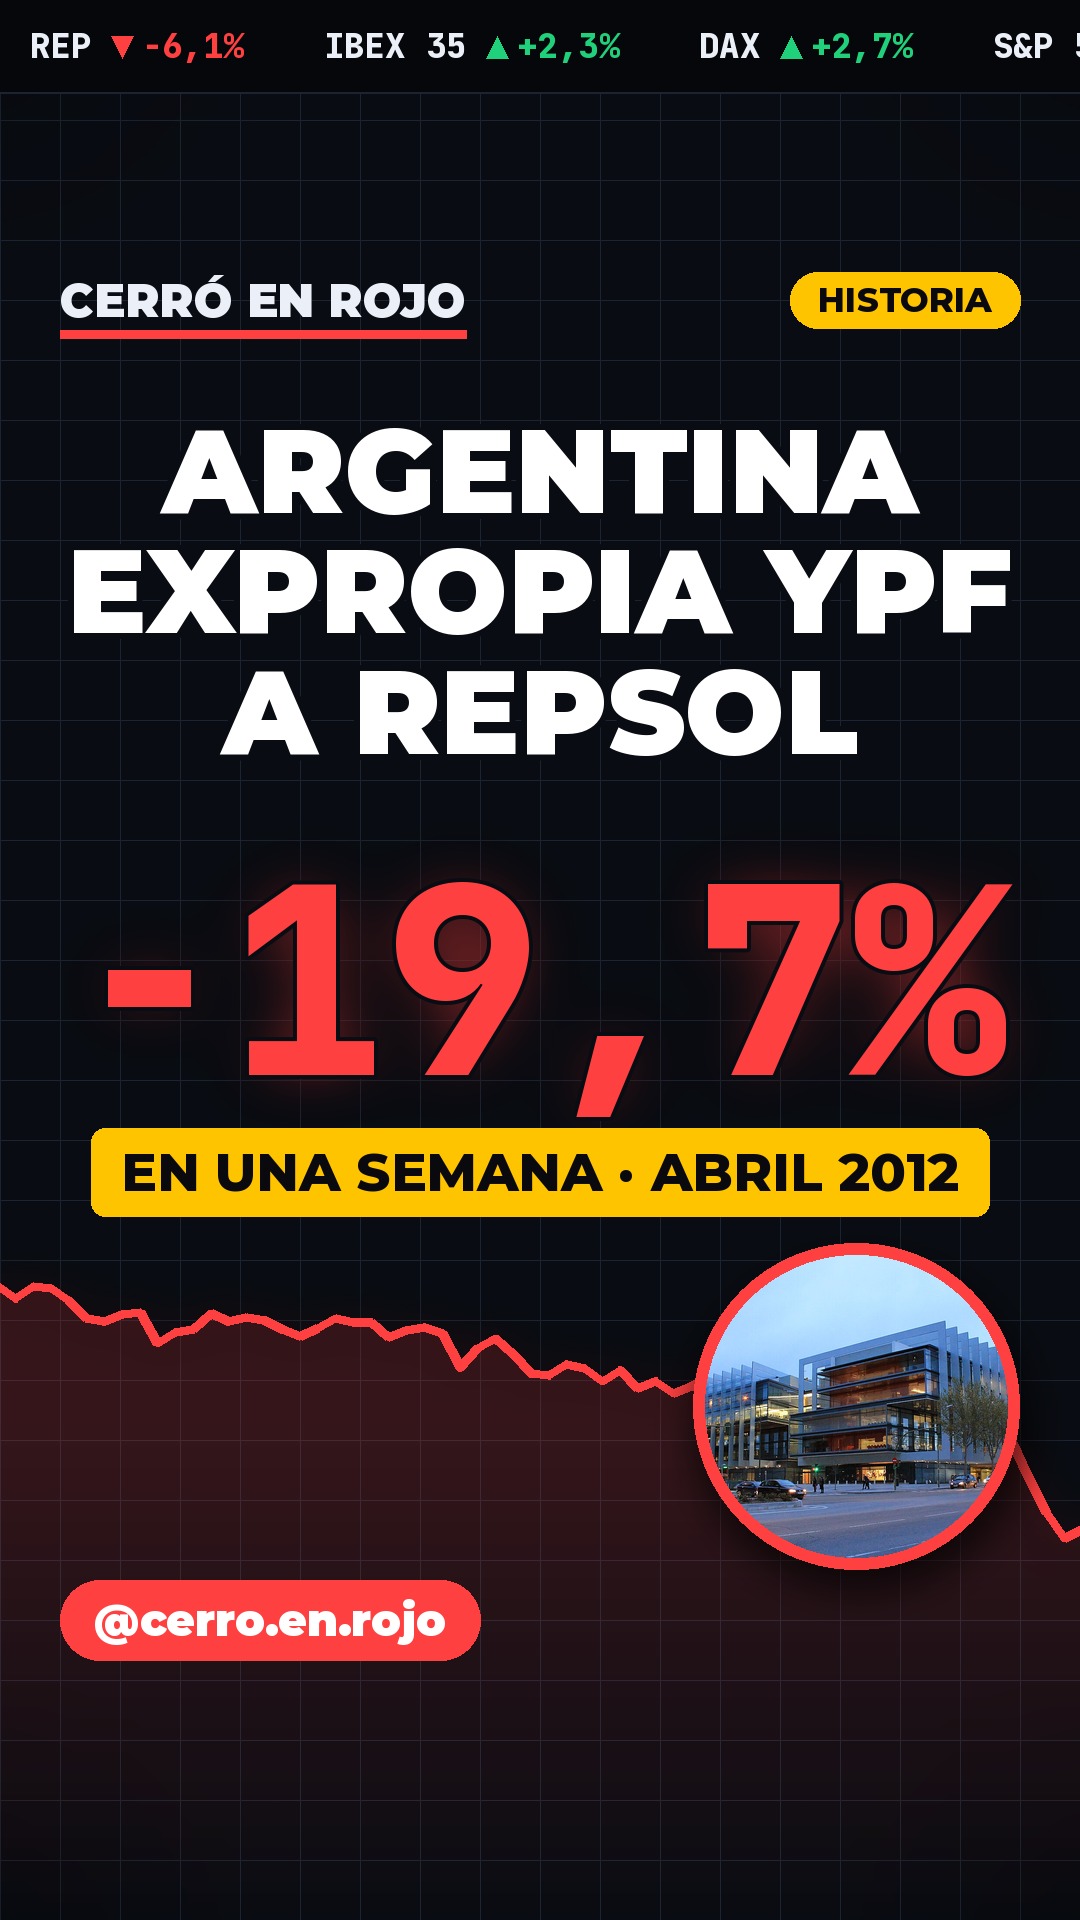 REP ▼ -6,1% IBEX 35 ▲ +2,3% DAX ▲ +2,7% S&P
CERRÓ EN ROJO
HISTORIA
ARGENTINA
EXPROPIA YPF
A REPSOL
-19,7%
EN UNA SEMANA • ABRIL 2012
@cerro.en.rojo